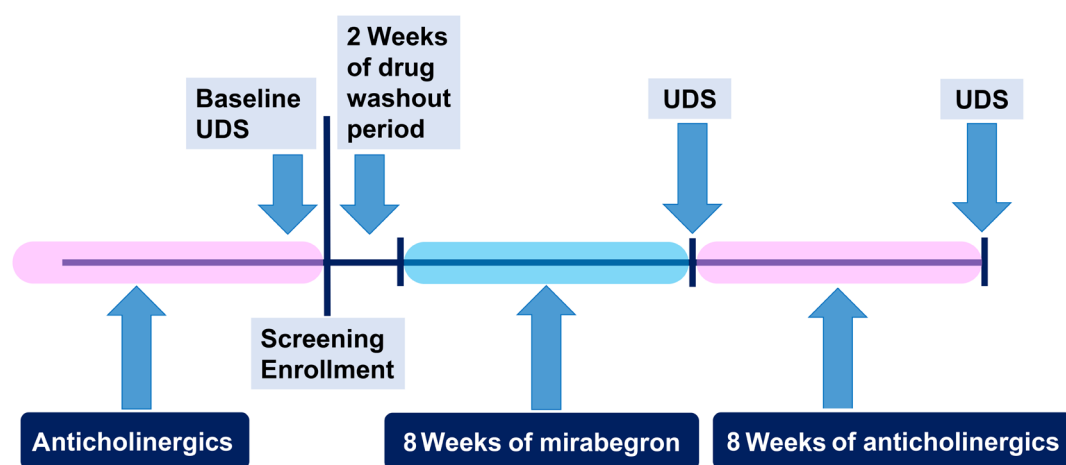 2 Weeks
of drug
washout
period
Baseline
UDS
UDS
UDS
Screening
Enrollment
Anticholinergics
8 Weeks of mirabegron
8 Weeks of anticholinergics